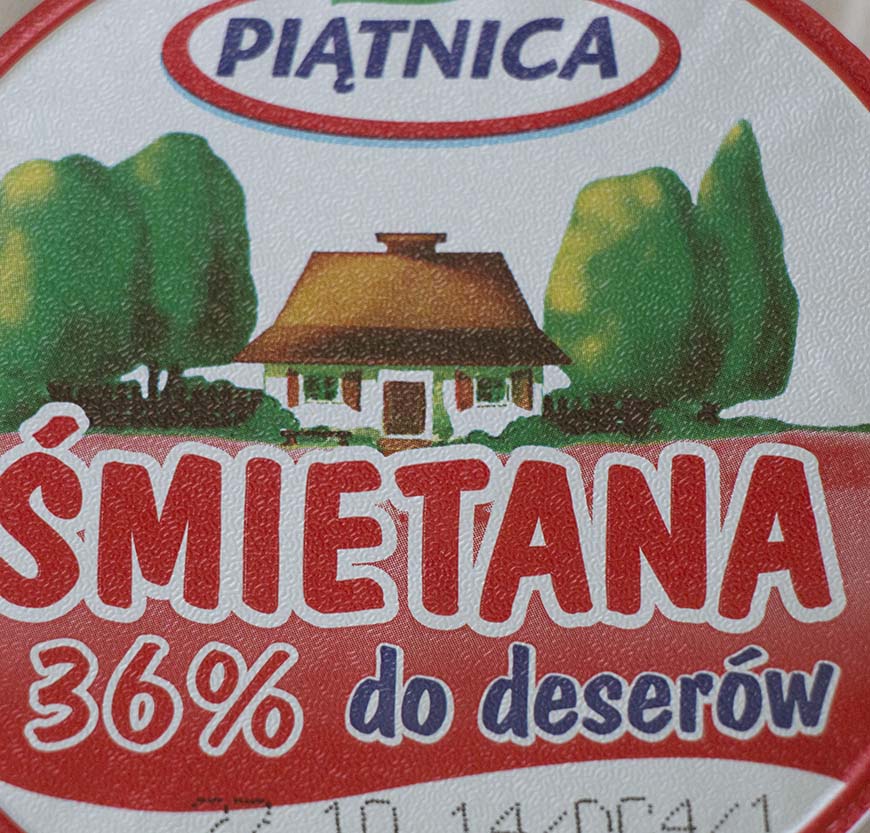 PIĄTNICA
ŚMIETANA
36% do deserów